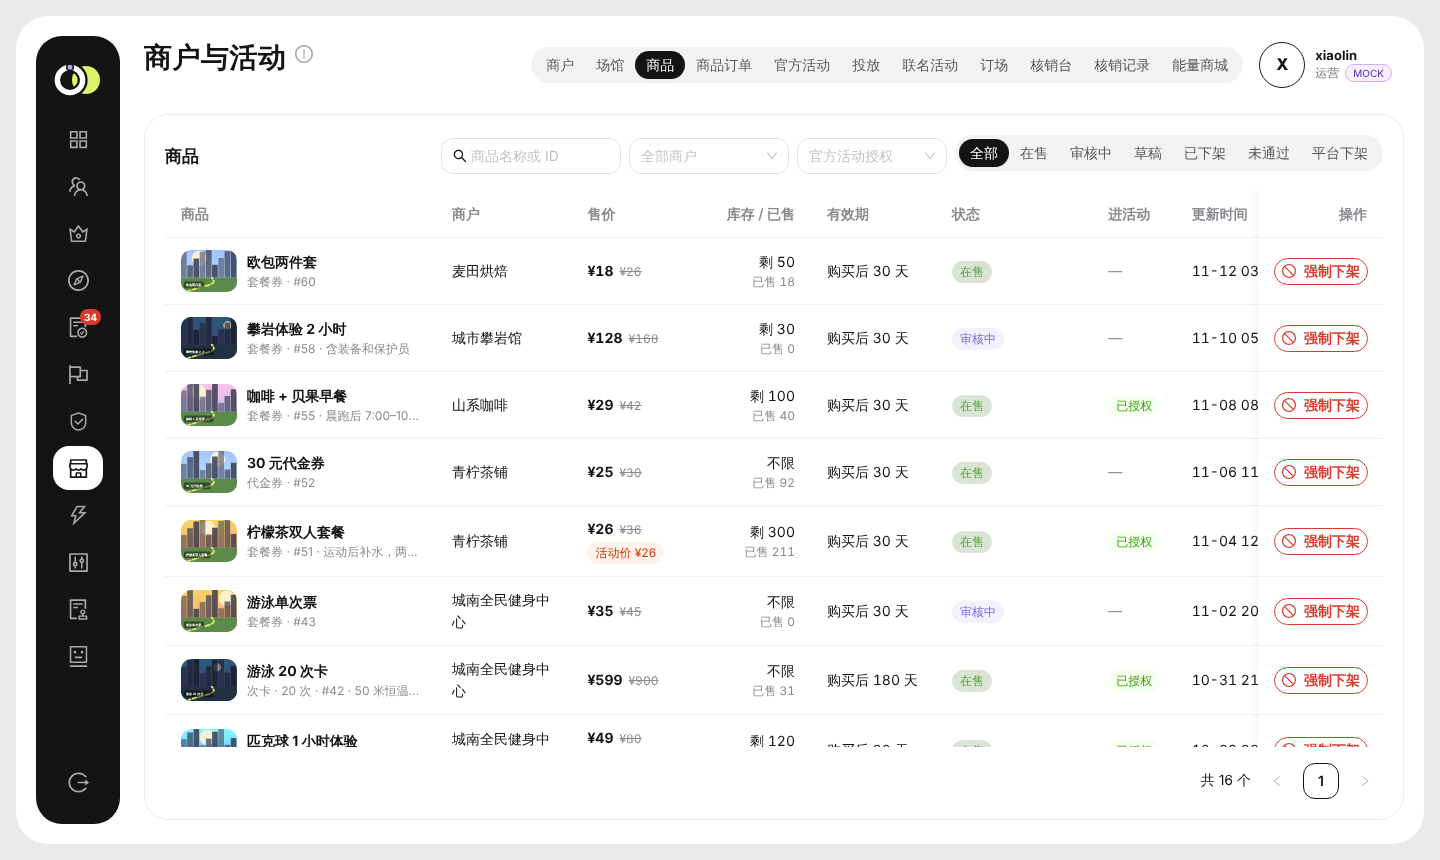 商户与活动
商户 场馆 商品 商品订单 官方活动 投放 联名活动 订场 核销台 核销记录 能量商城
X
xiaolin
运营 MOCK
34
商品
商品名称或 ID
全部商户
官方活动授权
全部 在售 审核中 草稿 已下架 未通过 平台下架
商品 商户 售价 库存 / 已售 有效期 状态 进活动 更新时间 操作
欧包两件套
套餐券 · #60
麦田烘焙
¥18 ¥26
剩 50
已售 18
购买后 30 天
在售
—
11-12 03
强制下架
攀岩体验 2 小时
套餐券 · #58 · 含装备和保护员
城市攀岩馆
¥128 ¥168
剩 30
已售 0
购买后 30 天
审核中
—
11-10 05
强制下架
咖啡 + 贝果早餐
套餐券 · #55 · 晨跑后 7:00–10...
山系咖啡
¥29 ¥42
剩 100
已售 40
购买后 30 天
在售
已授权
11-08 08
强制下架
30 元代金券
代金券 · #52
青柠茶铺
¥25 ¥30
不限
已售 92
购买后 30 天
在售
—
11-06 11
强制下架
柠檬茶双人套餐
套餐券 · #51 · 运动后补水，两...
青柠茶铺
¥26 ¥36
活动价 ¥26
剩 300
已售 211
购买后 30 天
在售
已授权
11-04 12
强制下架
游泳单次票
套餐券 · #43
城南全民健身中
心
¥35 ¥45
不限
已售 0
购买后 30 天
审核中
—
11-02 20
强制下架
游泳 20 次卡
次卡 · 20 次 · #42 · 50 米恒温...
城南全民健身中
心
¥599 ¥900
不限
已售 31
购买后 180 天
在售
已授权
10-31 21
强制下架
匹克球 1 小时体验
城南全民健身中
¥49 ¥80
剩 120
共 16 个
1